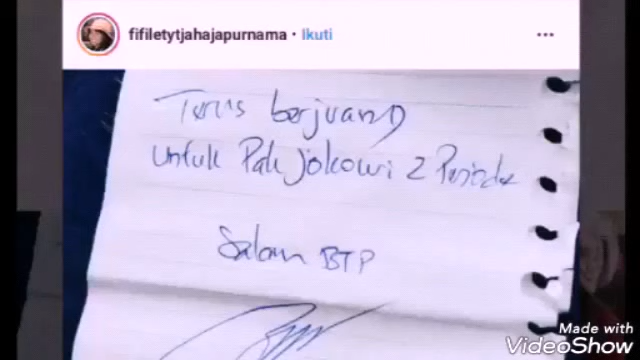 fifiletytjahajapurnama • Ikuti
Terus berjuang
untuk Pak Jokowi 2 Periode
Salam BTP
Made with
VideoShow